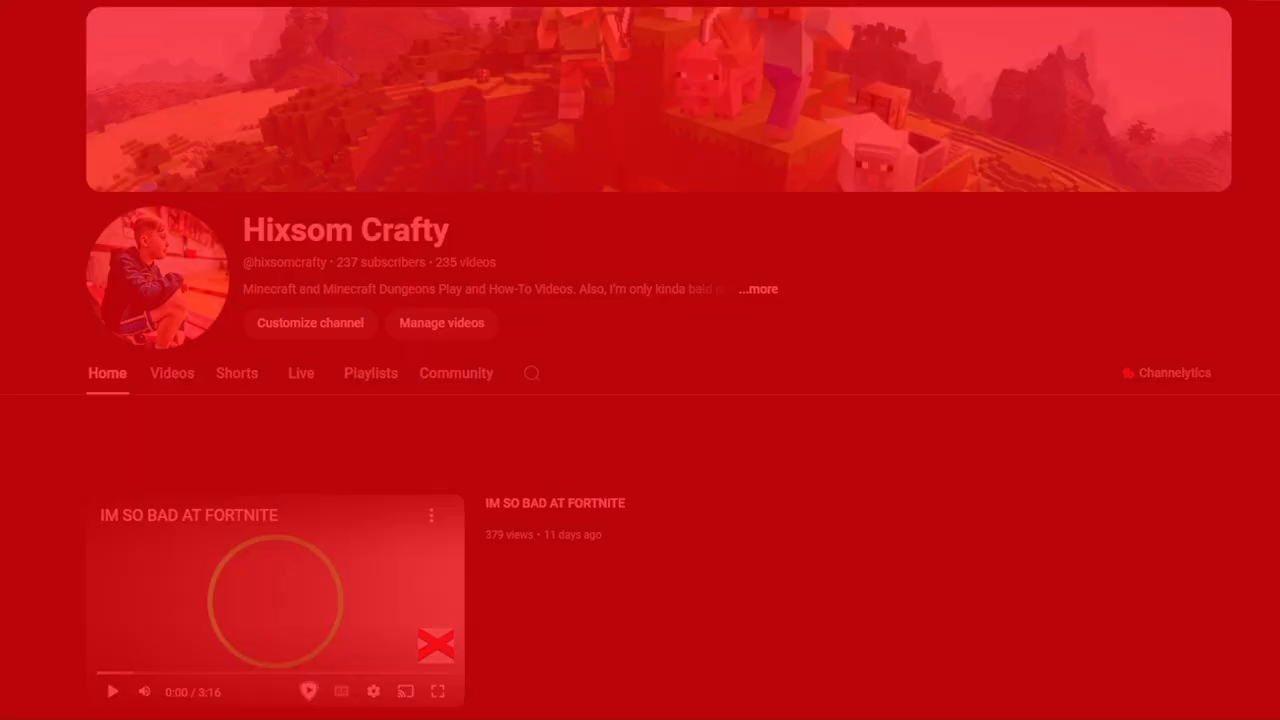 Hixsom Crafty
@hixsomcrafty · 237 subscribers · 235 videos
Minecraft and Minecraft Dungeons Play and How-To Videos. Also, I'm only kinda bald ...more
Customize channel Manage videos
Home Videos Shorts Live Playlists Community Channelytics
IM SO BAD AT FORTNITE
IM SO BAD AT FORTNITE
379 views · 11 days ago
0:00 / 3:16